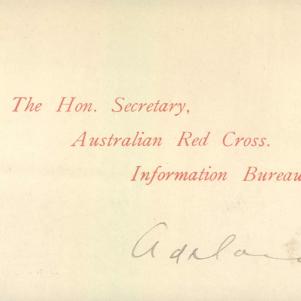 The Hon. Secretary,
Australian Red Cross.
Information Bureau